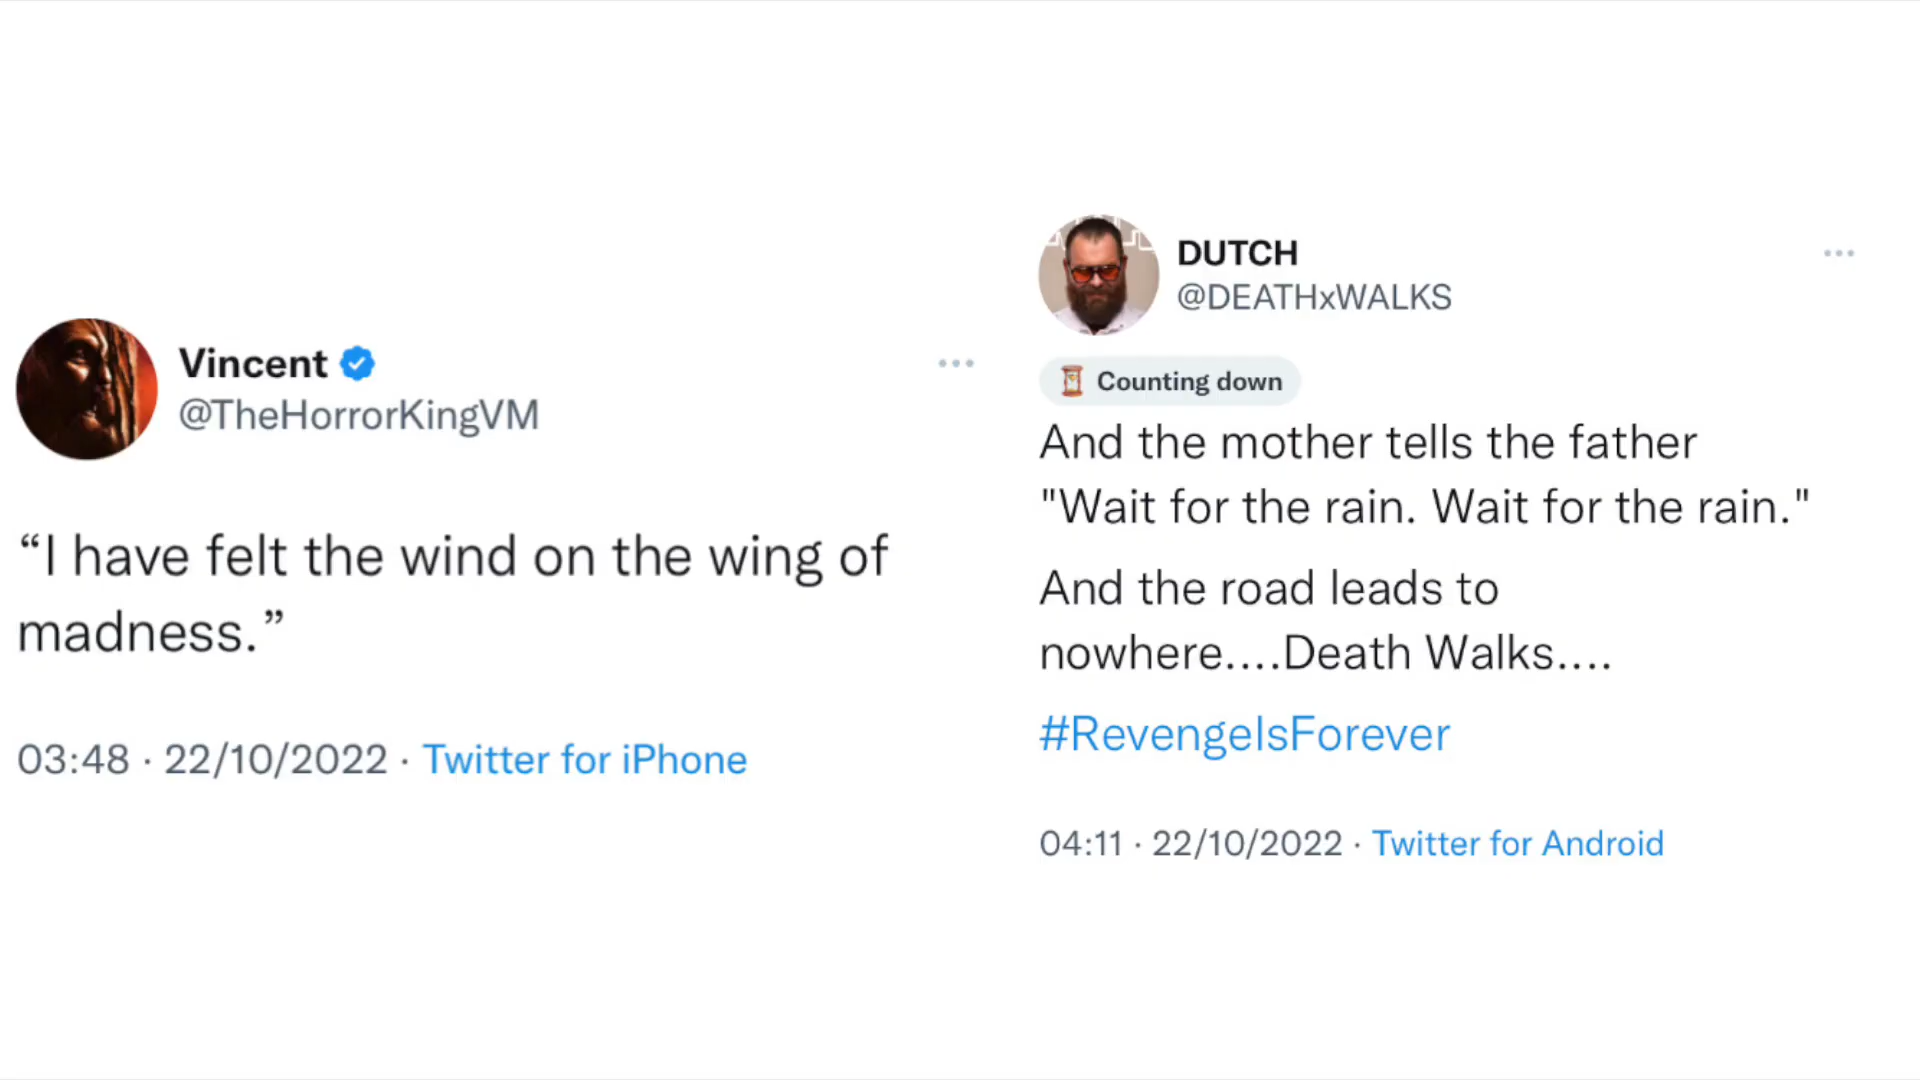 Vincent
@TheHorrorKingVM
“I have felt the wind on the wing of
madness.”
03:48 · 22/10/2022 · Twitter for iPhone
DUTCH
@DEATHxWALKS
Counting down
And the mother tells the father
"Wait for the rain. Wait for the rain."
And the road leads to
nowhere....Death Walks....
#RevengeIsForever
04:11 · 22/10/2022 · Twitter for Android